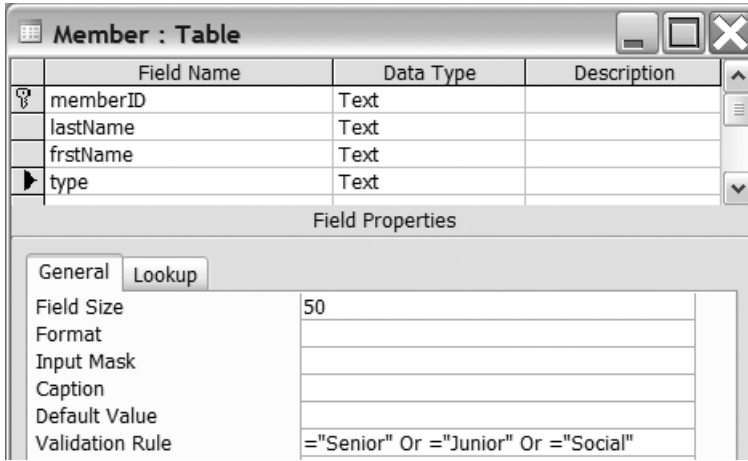 Member : Table
Field Name Data Type Description
memberID Text
lastName Text
frstName Text
type Text
Field Properties
General Lookup
Field Size 50
Format
Input Mask
Caption
Default Value
Validation Rule ="Senior" Or ="Junior" Or ="Social"